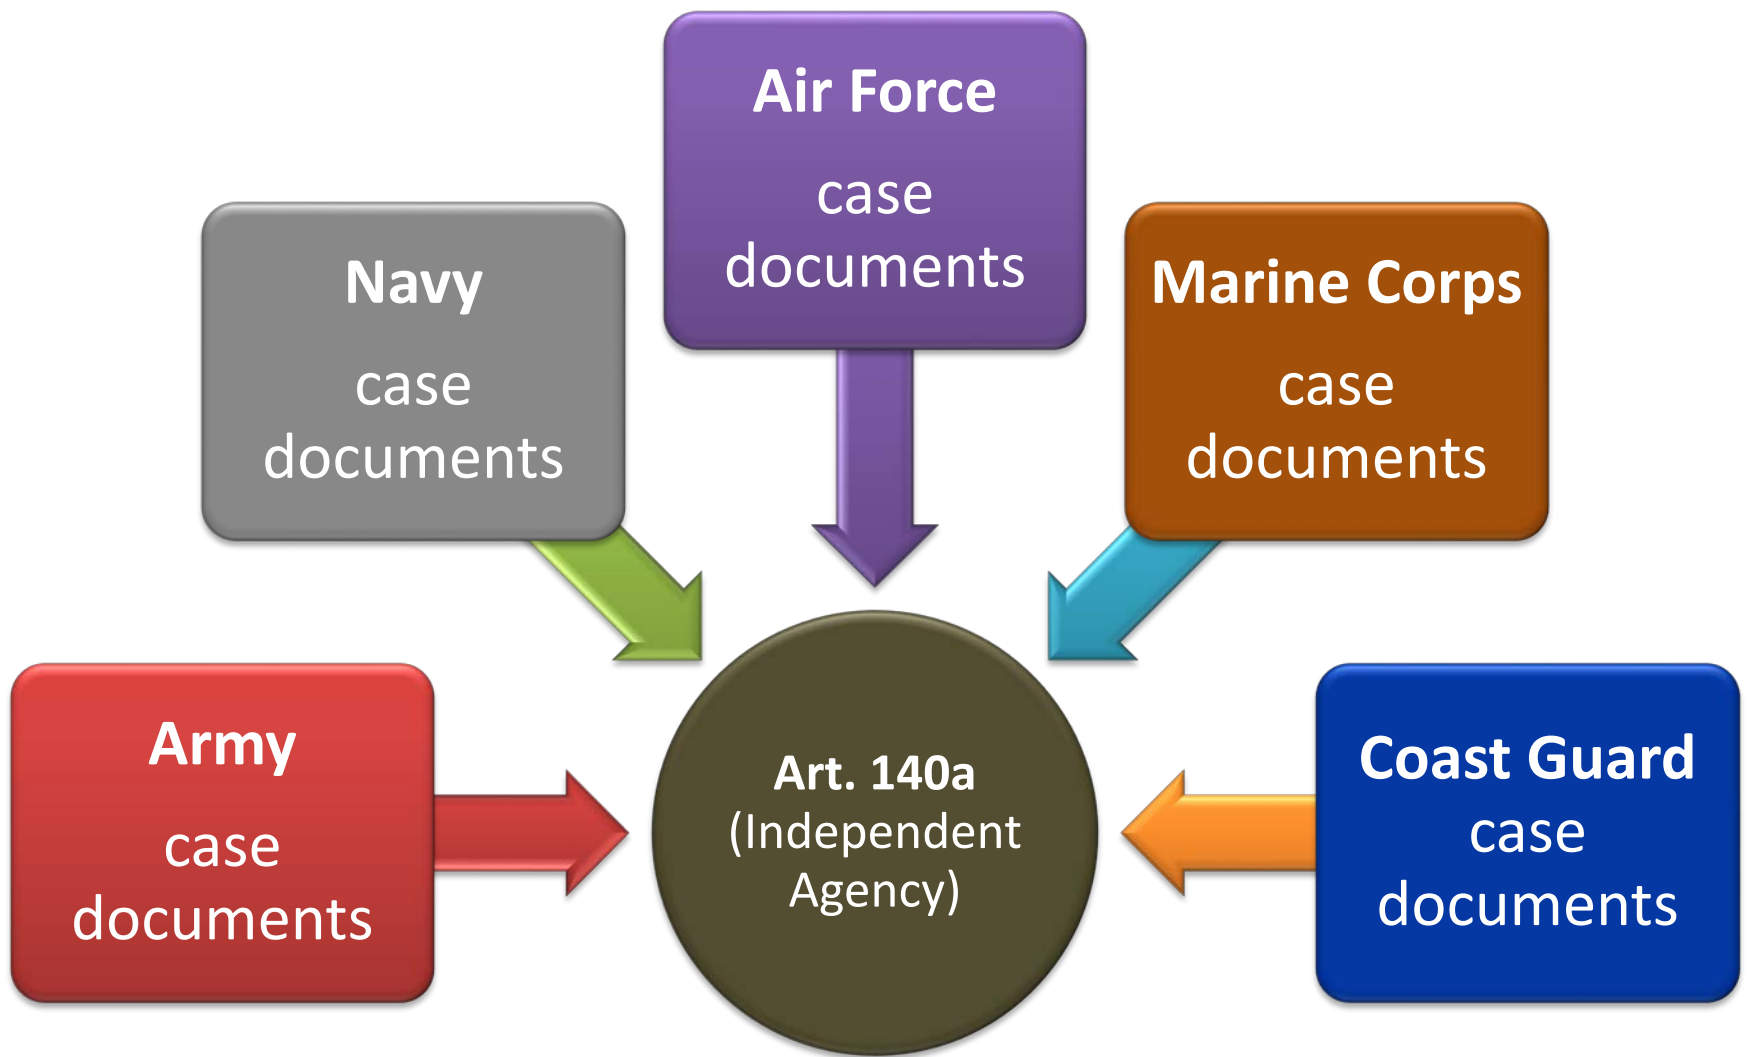 Air Force
case
documents
Navy
case
documents
Marine Corps
case
documents
Army
case
documents
Art. 140a
(Independent
Agency)
Coast Guard
case
documents